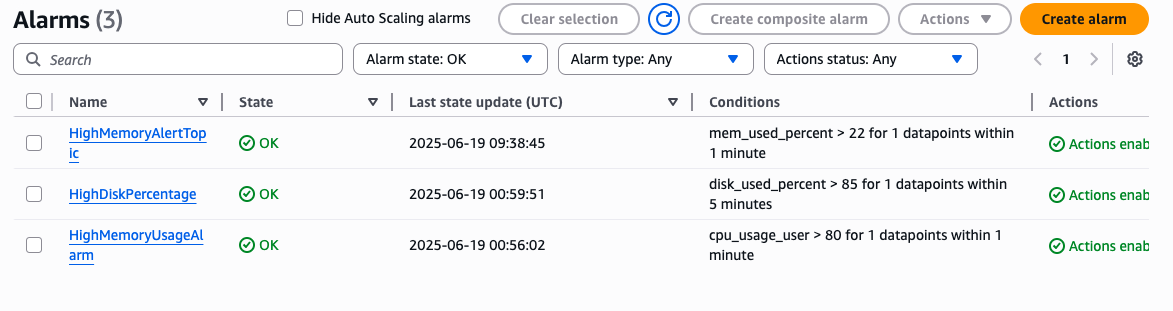 Alarms (3)
Hide Auto Scaling alarms
Clear selection
Create composite alarm
Actions
Create alarm
Search
Alarm state: OK
Alarm type: Any
Actions status: Any
1
Name
State
Last state update (UTC)
Conditions
Actions
HighMemoryAlertTop
ic
OK
2025-06-19 09:38:45
mem_used_percent > 22 for 1 datapoints within
1 minute
Actions enab
HighDiskPercentage
OK
2025-06-19 00:59:51
disk_used_percent > 85 for 1 datapoints within
5 minutes
Actions enab
HighMemoryUsageAl
arm
OK
2025-06-19 00:56:02
cpu_usage_user > 80 for 1 datapoints within 1
minute
Actions enab